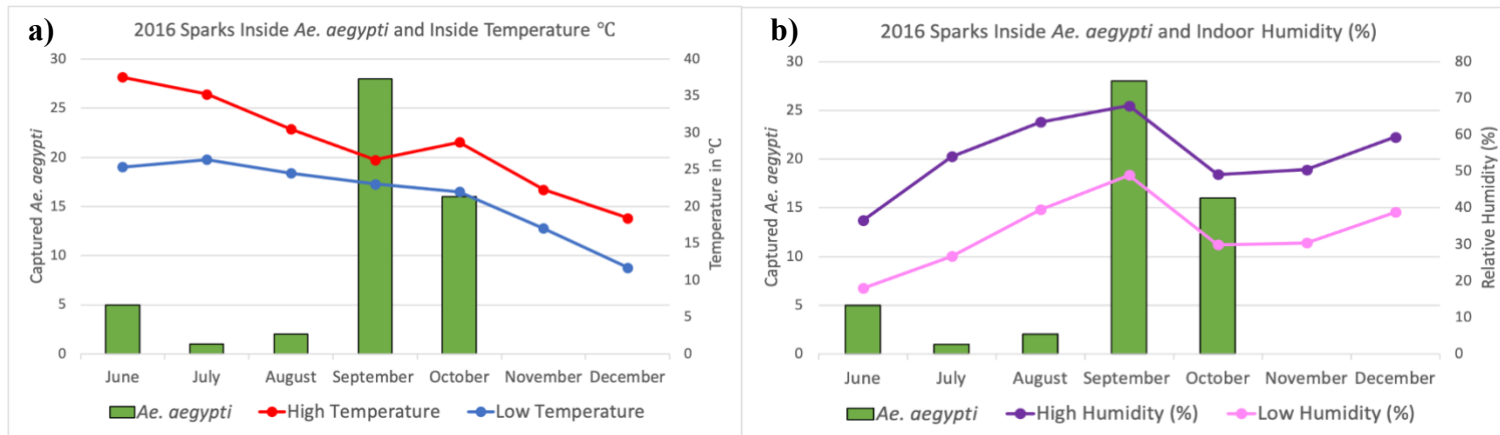 a)
2016 Sparks Inside Ae. aegypti and Inside Temperature °C
30
25
20
15
10
5
0
Captured Ae. aegypti
40
35
30
25
20
15
10
5
0
Temperature in °C
June July August September October November December
Ae. aegypti High Temperature Low Temperature
b)
2016 Sparks Inside Ae. aegypti and Indoor Humidity (%)
30
25
20
15
10
5
0
Captured Ae. aegypti
80
70
60
50
40
30
20
10
0
Relative Humidity (%)
June July August September October November December
Ae. aegypti High Humidity (%) Low Humidity (%)